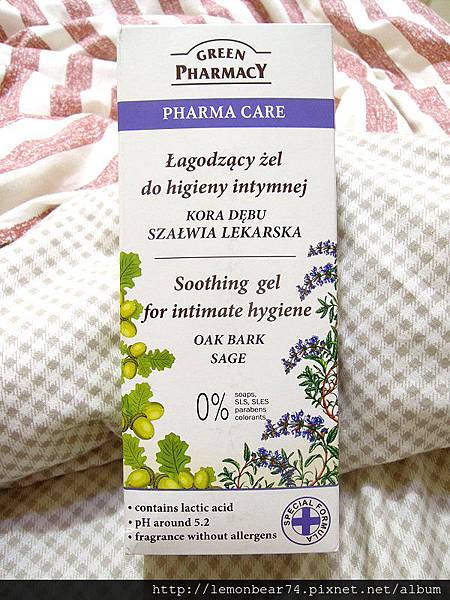 GREEN
PHARMACY
PHARMA CARE
Łagodzący żel
do higieny intymnej
KORA DĘBU
SZAŁWIA LEKARSKA
Soothing gel
for intimate hygiene
OAK BARK
SAGE
0%
soaps,
SLS, SLES
parabens
colorants
• contains lactic acid
• pH around 5.2
• fragrance without allergens
SPECIAL FORMULA
http://lemonbear74.pixnet.net/album